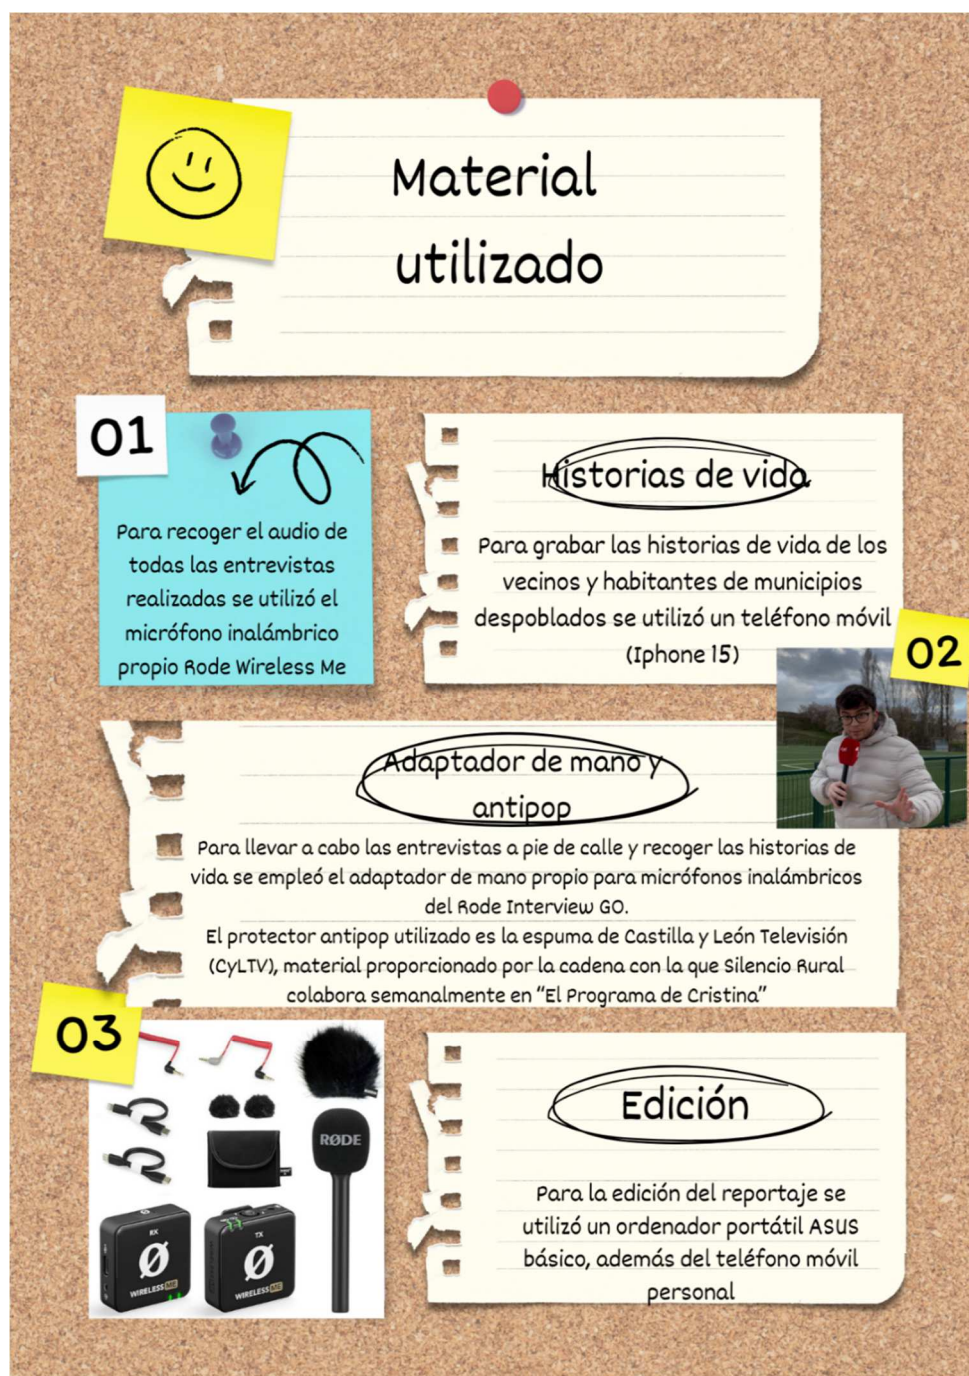 Material
utilizado
01
Para recoger el audio de
todas las entrevistas
realizadas se utilizó el
micrófono inalámbrico
propio Rode Wireless Me
Historias de vida
Para grabar las historias de vida de los
vecinos y habitantes de municipios
despoblados se utilizó un teléfono móvil
(Iphone 15)
02
Adaptador de mano y
antipop
Para llevar a cabo las entrevistas a pie de calle y recoger las historias de
vida se empleó el adaptador de mano propio para micrófonos inalámbricos
del Rode Interview GO.
El protector antipop utilizado es la espuma de Castilla y León Televisión
(CyLTV), material proporcionado por la cadena con la que Silencio Rural
colabora semanalmente en “El Programa de Cristina”
03
RØDE
RX
WIRELESS ME
TX
WIRELESS ME
Edición
Para la edición del reportaje se
utilizó un ordenador portátil ASUS
básico, además del teléfono móvil
personal